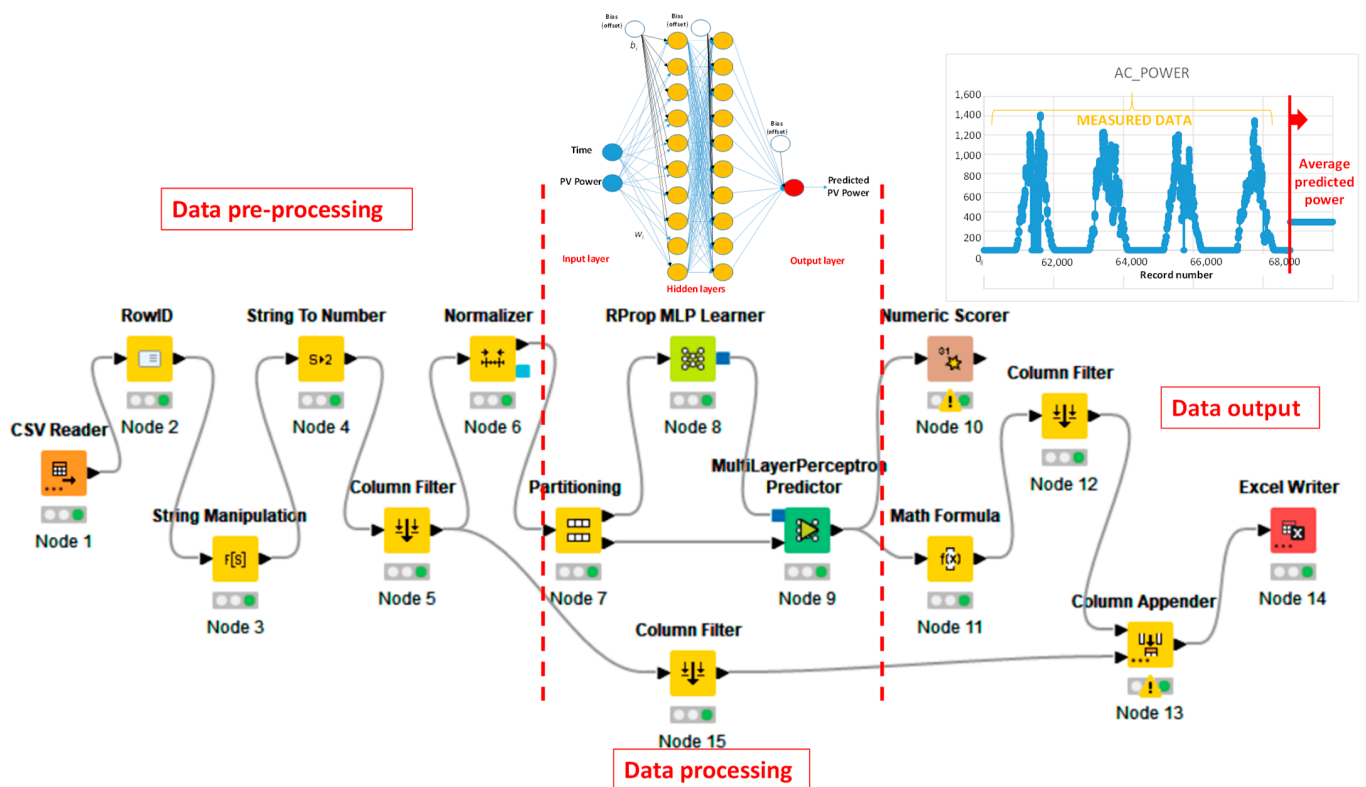 Bias
(offset)
Bias
(offset)
bi
Time
PV Power
wi
Bias
(offset)
Predicted
PV Power
Input layer
Output layer
Hidden layers
AC_POWER
1,600
1,400
1,200
1,000
800
600
400
200
0
MEASURED DATA
Average
predicted
power
62,000
64,000
66,000
68,000
Record number
Data pre-processing
RowID
Node 2
String To Number
S▸2
Node 4
Normalizer
Node 6
RProp MLP Learner
Node 8
Numeric Scorer
Node 10
Column Filter
Node 12
Data output
CSV Reader
Node 1
String Manipulation
F[S]
Node 3
Column Filter
Node 5
Partitioning
Node 7
MultiLayerPerceptron
Predictor
Node 9
Math Formula
f(x)
Node 11
Column Appender
Node 13
Excel Writer
Node 14
Column Filter
Node 15
Data processing